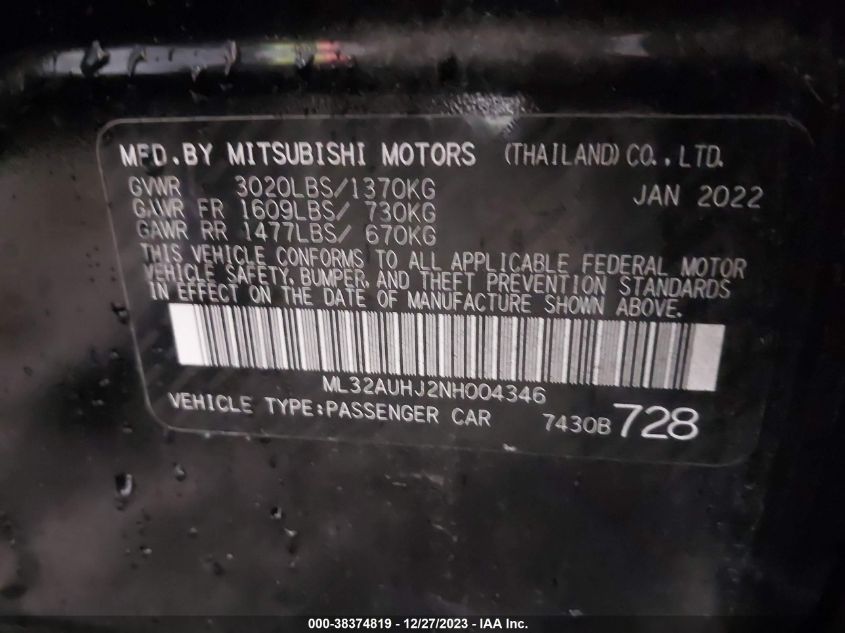 MFD.BY MITSUBISHI MOTORS (THAILAND) CO., LTD.
GVWR 3020LBS/1370KG JAN 2022
GAWR FR 1609LBS/ 730KG
GAWR RR 1477LBS/ 670KG
THIS VEHICLE CONFORMS TO ALL APPLICABLE FEDERAL MOTOR
VEHICLE SAFETY, BUMPER, AND THEFT PREVENTION STANDARDS
IN EFFECT ON THE DATE OF MANUFACTURE SHOWN ABOVE.
ML32AUHJ2NH004346
VEHICLE TYPE:PASSENGER CAR 7430B 728
000-38374819 - 12/27/2023 - IAA Inc.